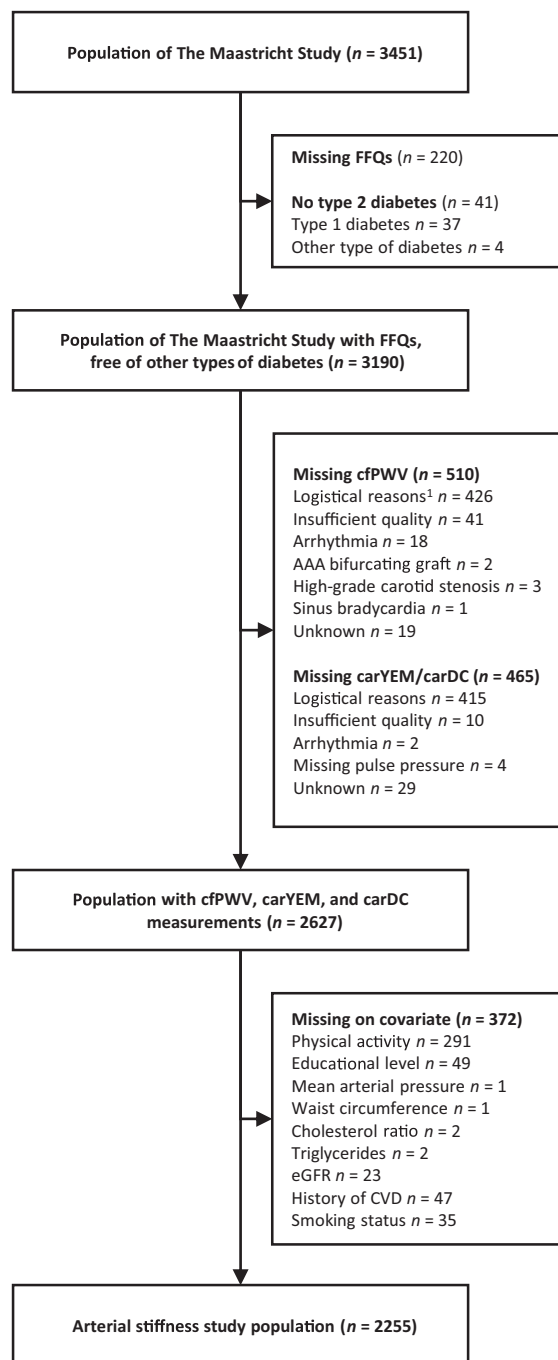 Population of The Maastricht Study (n = 3451)
Missing FFQs (n = 220)
No type 2 diabetes (n = 41)
Type 1 diabetes n = 37
Other type of diabetes n = 4
Population of The Maastricht Study with FFQs,
free of other types of diabetes (n = 3190)
Missing cfPWV (n = 510)
Logistical reasons¹ n = 426
Insufficient quality n = 41
Arrhythmia n = 18
AAA bifurcating graft n = 2
High-grade carotid stenosis n = 3
Sinus bradycardia n = 1
Unknown n = 19
Missing carYEM/carDC (n = 465)
Logistical reasons n = 415
Insufficient quality n = 10
Arrhythmia n = 2
Missing pulse pressure n = 4
Unknown n = 29
Population with cfPWV, carYEM, and carDC
measurements (n = 2627)
Missing on covariate (n = 372)
Physical activity n = 291
Educational level n = 49
Mean arterial pressure n = 1
Waist circumference n = 1
Cholesterol ratio n = 2
Triglycerides n = 2
eGFR n = 23
History of CVD n = 47
Smoking status n = 35
Arterial stiffness study population (n = 2255)